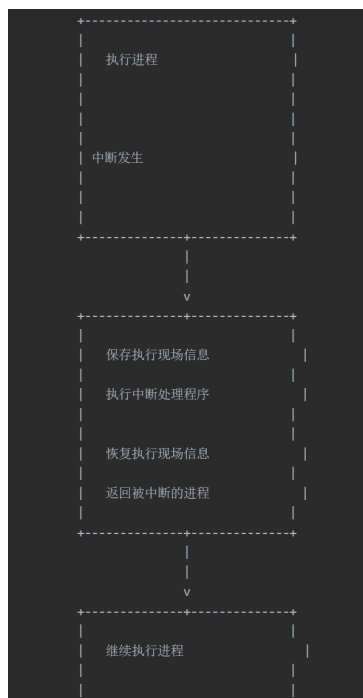 执行进程
中断发生
保存执行现场信息
执行中断处理程序
恢复执行现场信息
返回被中断的进程
继续执行进程